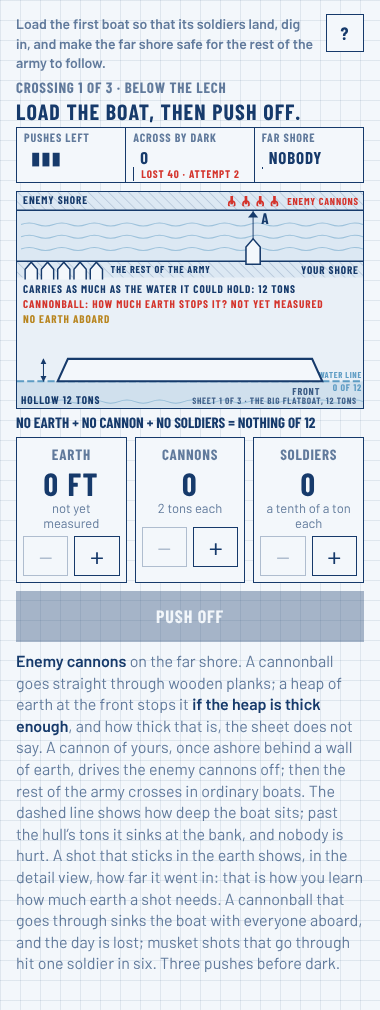 Load the first boat so that its soldiers land, dig
in, and make the far shore safe for the rest of the
army to follow.
?
CROSSING 1 OF 3 · BELOW THE LECH
LOAD THE BOAT, THEN PUSH OFF.
PUSHES LEFT
ACROSS BY DARK
0
LOST 40 · ATTEMPT 2
FAR SHORE
NOBODY
ENEMY SHORE
ENEMY CANNONS
A
THE REST OF THE ARMY
YOUR SHORE
CARRIES AS MUCH AS THE WATER IT COULD HOLD: 12 TONS
CANNONBALL: HOW MUCH EARTH STOPS IT? NOT YET MEASURED
NO EARTH ABOARD
WATER LINE
0 OF 12
FRONT
HOLLOW 12 TONS
SHEET 1 OF 3 · THE BIG FLATBOAT, 12 TONS
NO EARTH + NO CANNON + NO SOLDIERS = NOTHING OF 12
EARTH
0 FT
not yet
measured
− +
CANNONS
0
2 tons each
− +
SOLDIERS
0
a tenth of a ton
each
− +
PUSH OFF
Enemy cannons on the far shore. A cannonball
goes straight through wooden planks; a heap of
earth at the front stops it if the heap is thick
enough, and how thick that is, the sheet does not
say. A cannon of yours, once ashore behind a wall
of earth, drives the enemy cannons off; then the
rest of the army crosses in ordinary boats. The
dashed line shows how deep the boat sits; past
the hull's tons it sinks at the bank, and nobody is
hurt. A shot that sticks in the earth shows, in the
detail view, how far it went in: that is how you learn
how much earth a shot needs. A cannonball that
goes through sinks the boat with everyone aboard,
and the day is lost; musket shots that go through
hit one soldier in six. Three pushes before dark.